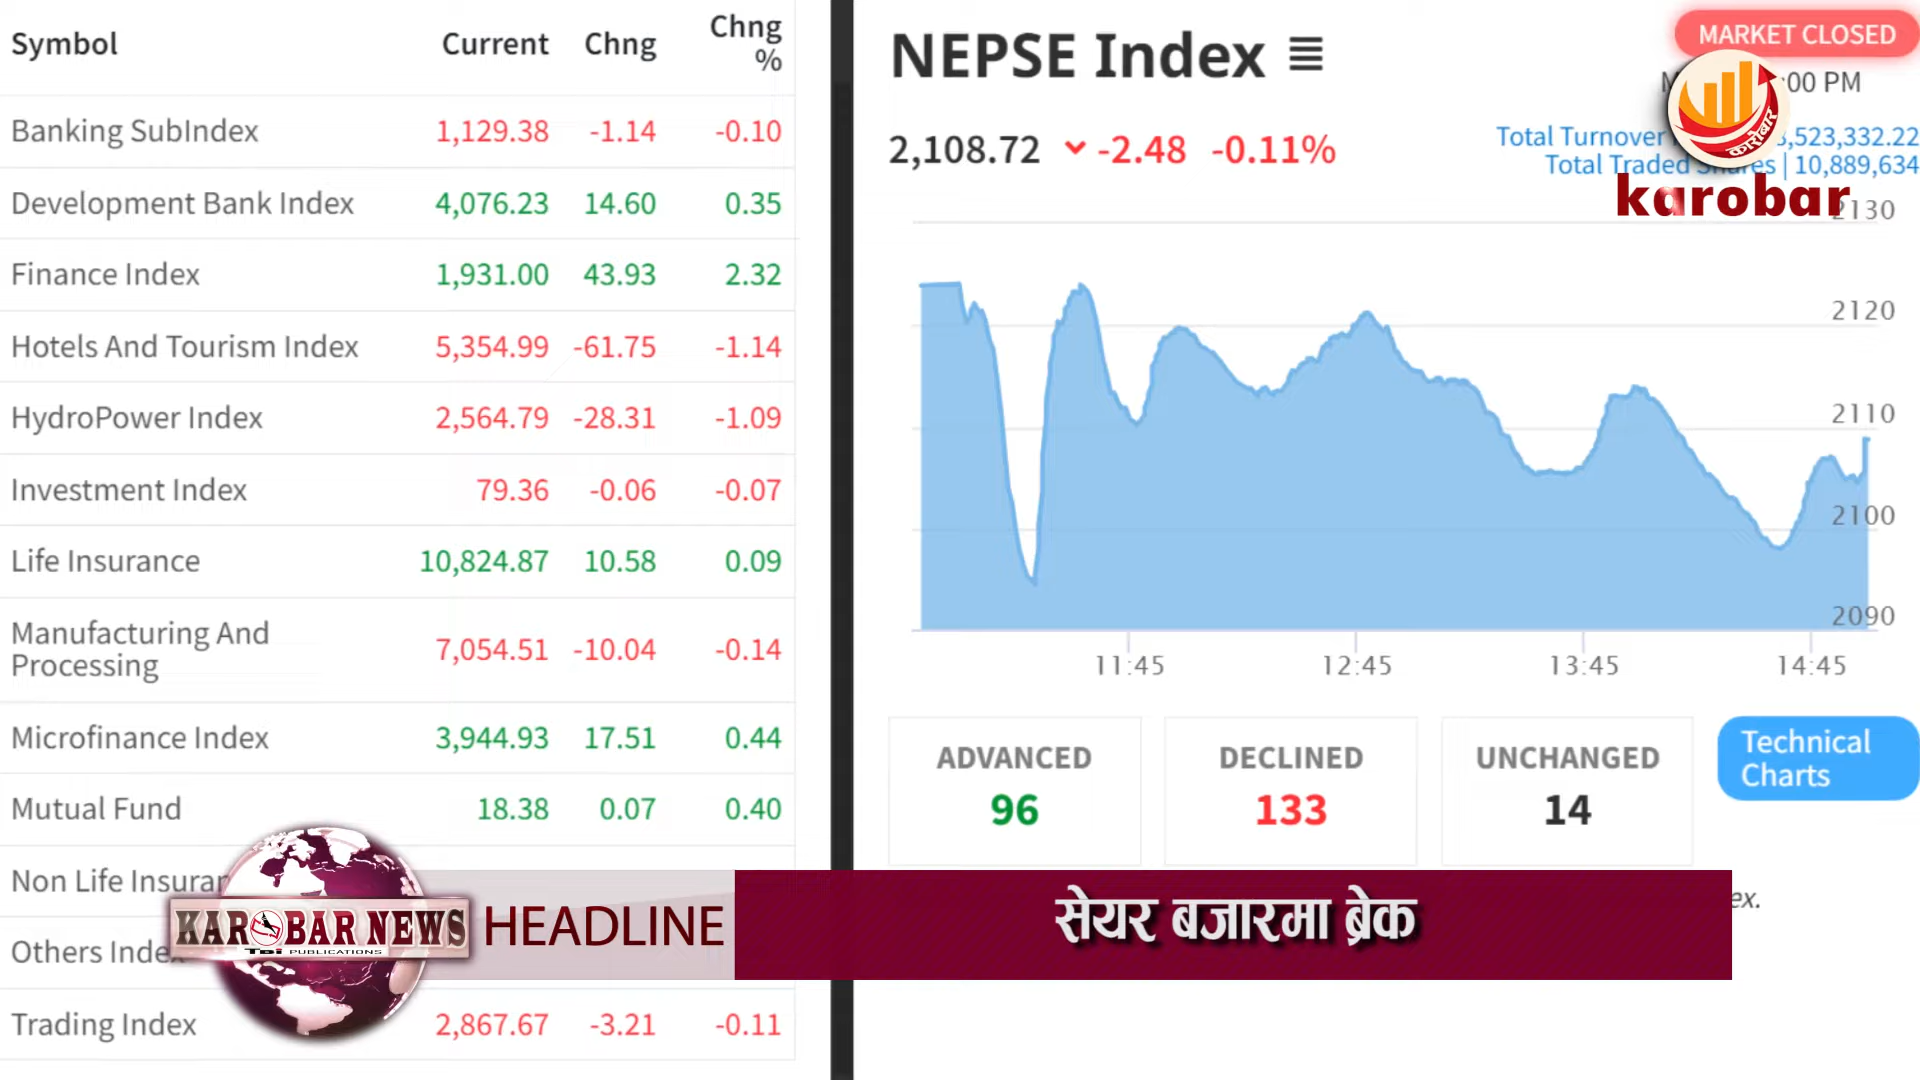 Symbol Current Chng Chng %
Banking SubIndex 1,129.38 -1.14 -0.10
Development Bank Index 4,076.23 14.60 0.35
Finance Index 1,931.00 43.93 2.32
Hotels And Tourism Index 5,354.99 -61.75 -1.14
HydroPower Index 2,564.79 -28.31 -1.09
Investment Index 79.36 -0.06 -0.07
Life Insurance 10,824.87 10.58 0.09
Manufacturing And
Processing 7,054.51 -10.04 -0.14
Microfinance Index 3,944.93 17.51 0.44
Mutual Fund 18.38 0.07 0.40
Non Life
Others
Trading Index 2,867.67 -3.21 -0.11
NEPSE Index
MARKET CLOSED
PM
2,108.72 -2.48 -0.11%
Total Turnover
Total Traded Shares | 10,889,634
कारोबार
karobar
2130
2120
2110
2100
2090
11:45 12:45 13:45 14:45
ADVANCED DECLINED UNCHANGED
96 133 14
Technical
Charts
KAROBAR NEWS
TBI PUBLICATIONS
HEADLINE
सेयर बजारमा ब्रेक